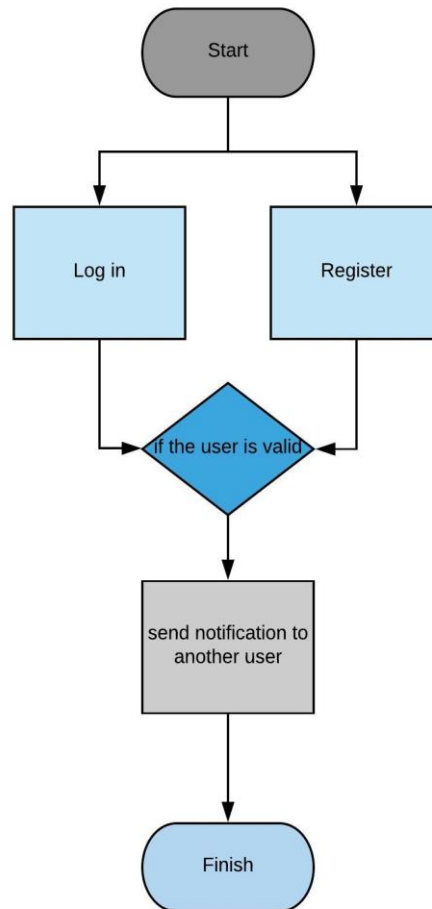 Start
Log in
Register
if the user is valid
send notification to
another user
Finish